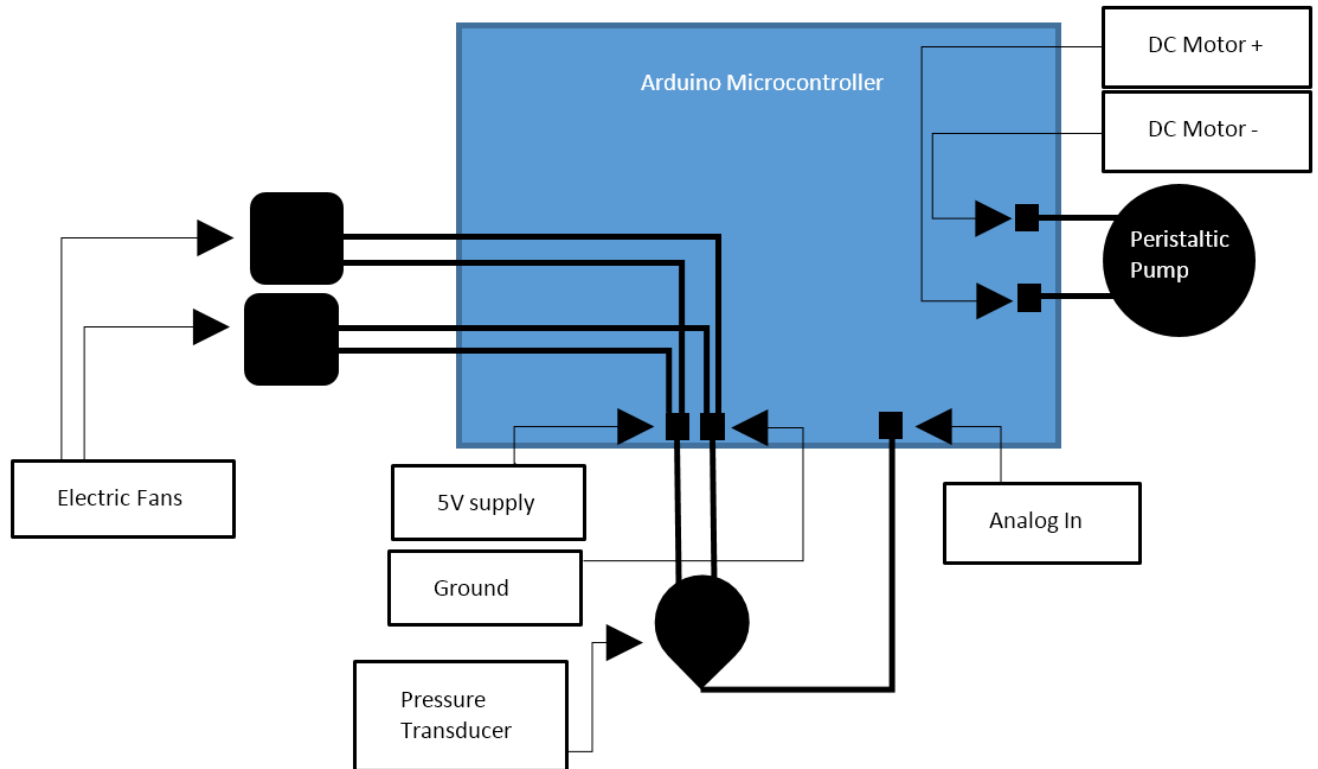 Arduino Microcontroller
DC Motor +
DC Motor -
Peristaltic
Pump
Electric Fans
5V supply
Analog In
Ground
Pressure
Transducer